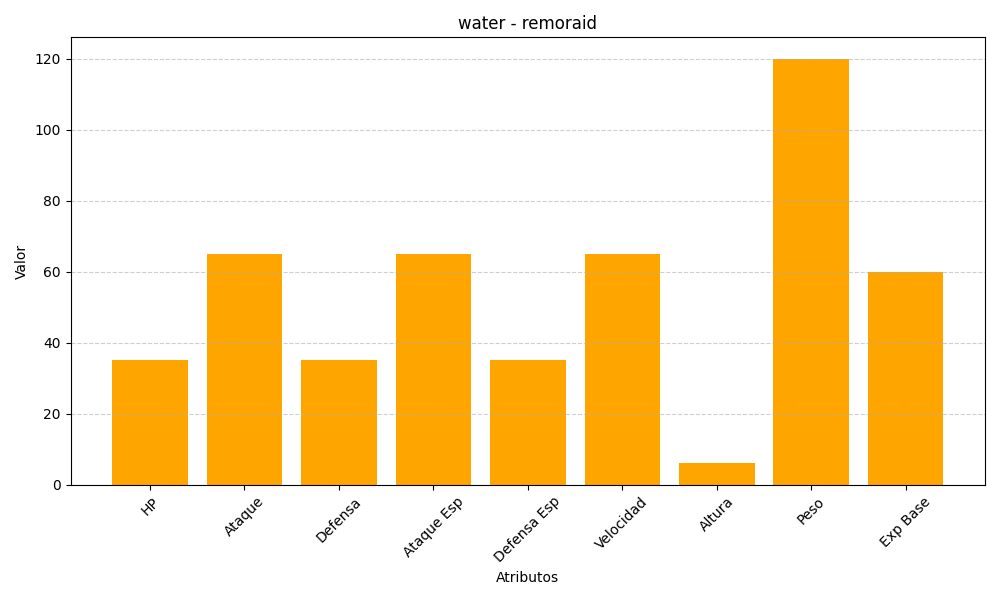 water - remoraid
Valor
120
100
80
60
40
20
0
HP
Ataque
Defensa
Ataque Esp
Defensa Esp
Velocidad
Altura
Peso
Exp Base
Atributos